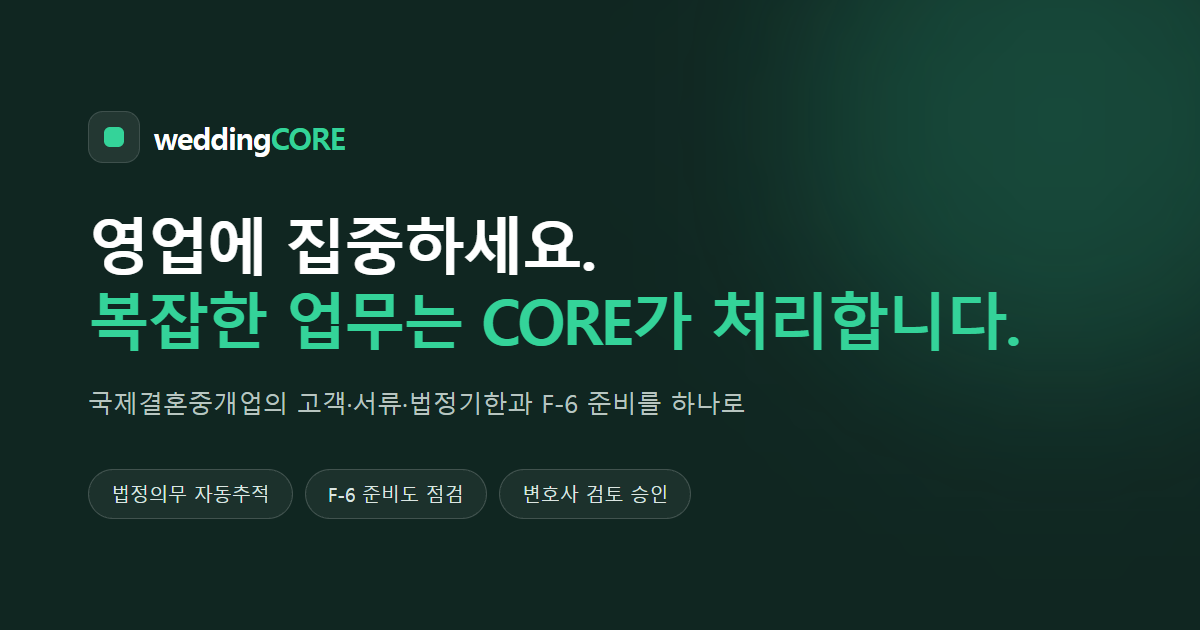 weddingCORE
영업에 집중하세요.
복잡한 업무는 CORE가 처리합니다.
국제결혼중개업의 고객·서류·법정기한과 F-6 준비를 하나로
법정의무 자동추적
F-6 준비도 점검
변호사 검토 승인